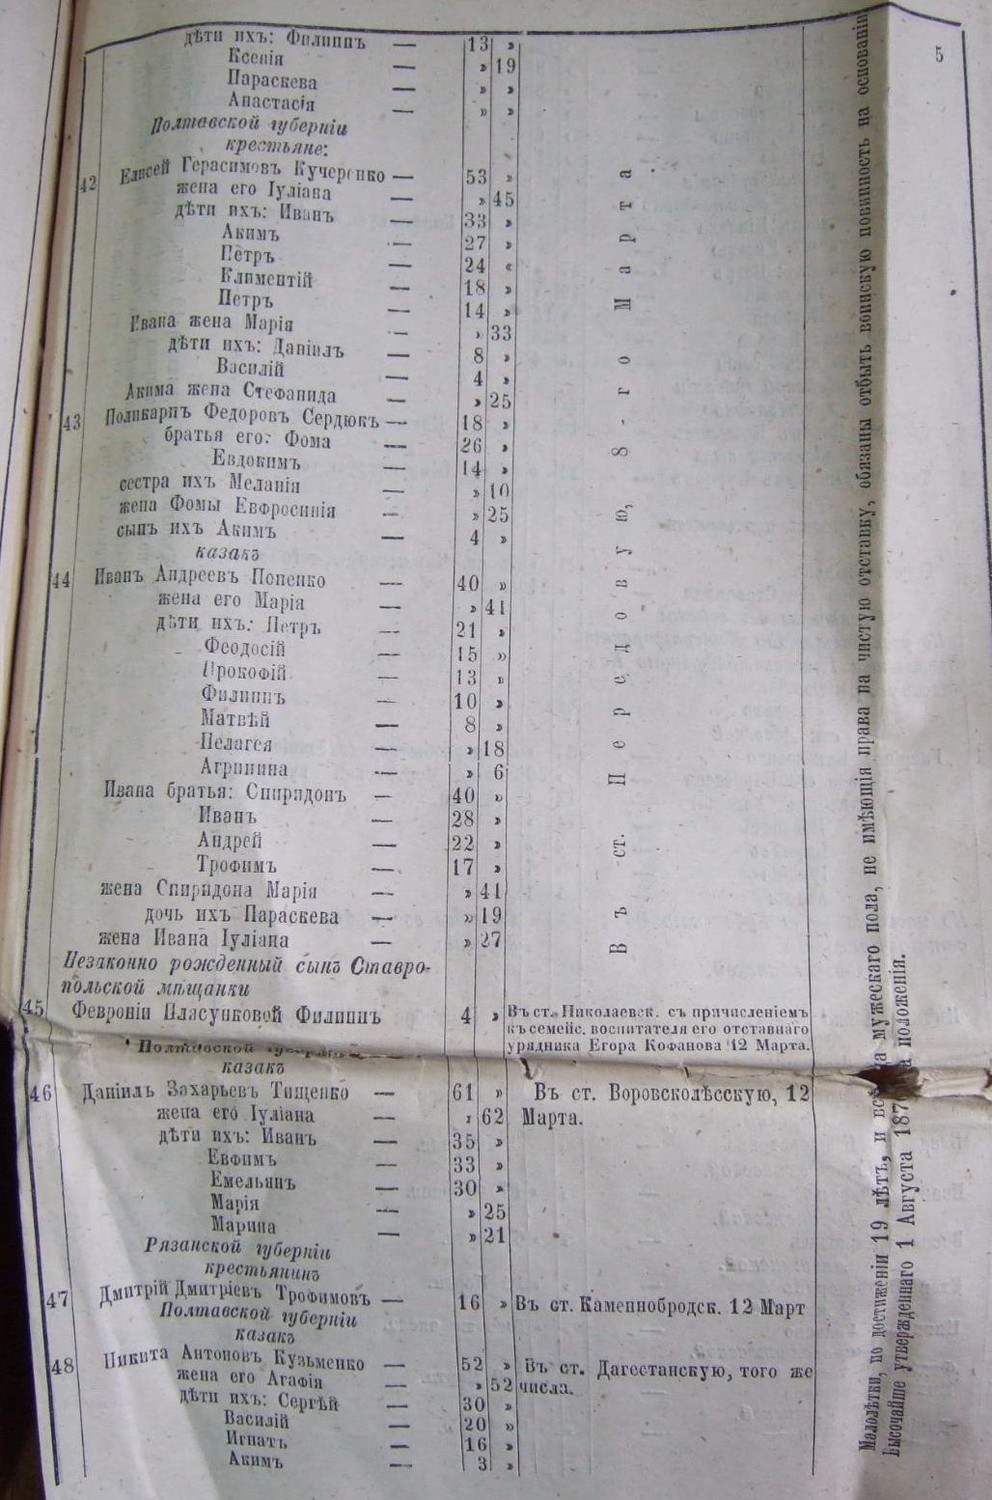 5
дѣти ихъ: Филиппъ — 13 »
Ксенія — » 19
Параскева — » »
Анастасія — » »
Полтавской губерніи
крестьяне:
42 Елисей Герасимовъ Кучеренко — 53 »
жена его Іуліана — » 45
дѣти ихъ: Иванъ — 33 »
Акимъ — 27 »
Петръ — 24 «
Климентій — 18 »
Петръ — 14 »
Ивана жена Марія — » 33
дѣти ихъ: Даніилъ — 8 »
Василій — 4 »
Акима жена Стефанида — » 25
43 Поликарпъ Федоровъ Сердюкъ — 18 »
братья его: Фома — 26 »
Евдокимъ — 14 »
сестра ихъ Меланія — » 10
жена Фомы Евфросинія — » 25
сынъ ихъ Акимъ — 4 »
казакъ
44 Иванъ Андреевъ Попенко — 40 »
жена его Марія — » 41
дѣти ихъ: Петръ — 21 »
Феодосій — 15 »
Прокофій — 13 »
Филиппъ — 10 »
Матвѣй — 8 »
Пелагея — » 18
Агрипина — » 6
Ивана братья: Спиридонъ — 40 »
Иванъ — 28 »
Андрей — 22 »
Трофимъ — 17 »
жена Спиридона Марія — » 41
дочь ихъ Параскева — » 19
жена Ивана Іуліана — » 27
Въ ст. Передовую, 8-го Марта
Незаконно рожденный сынъ Ставро-
польской мѣщанки
45 Февроніи Плясунковой Филиппъ 4 » Въ ст. Николаевск. съ причисленіемъ
къ семейс. воспитателя его отставнаго
урядника Егора Кофанова 12 Марта.
Полтавской губерніи
казакъ
46 Даніилъ Захарьевъ Тищенко — 61 » Въ ст. Воровсколѣсскую, 12
жена его Іуліана — » 62 Марта.
дѣти ихъ: Иванъ — 35 »
Евфимъ — 33 »
Емельянъ — 30 »
Марія — » 25
Марина — » 21
Рязанской губерніи
крестьянинъ
47 Дмитрій Дмитріевъ Трофимовъ — 16 » Въ ст. Каменнобродск. 12 Март
Полтавской губерніи
казакъ
48 Никита Антоновъ Кузьменко — 52 » Въ ст. Дагестанскую, того же
жена его Агафія — » 52 числа.
дѣти ихъ: Сергѣй — 30 »
Василій — 20 »
Игнатъ — 16 »
Акимъ — 3 »
Малолѣтки, по достиженіи 19 лѣтъ, и всѣ мужескаго пола, не имѣющія права на чистую отставку, обязаны отбыть воинскую повинность на основаніи
Высочайше утвержденнаго 1 Августа 187 положенія.